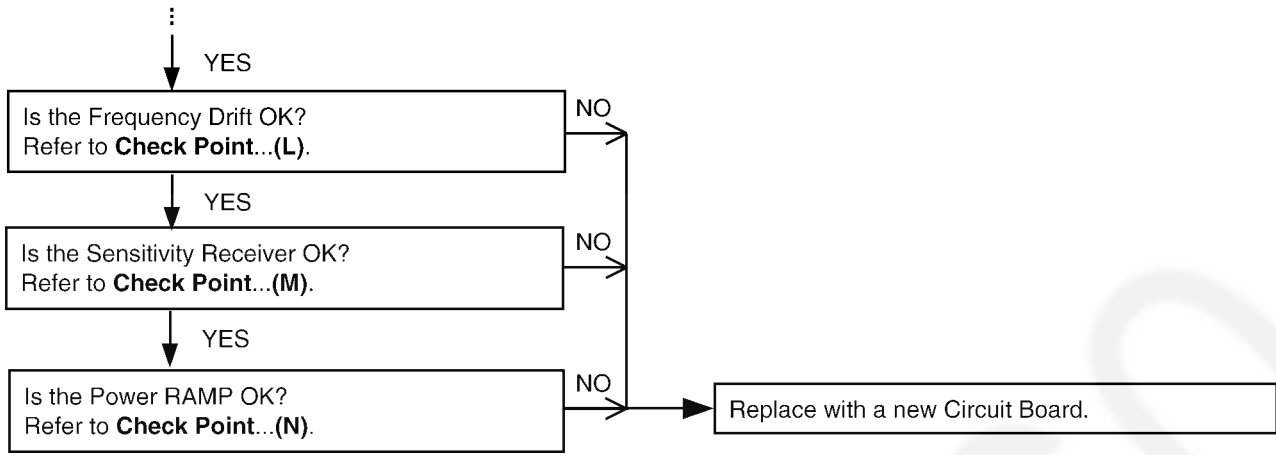 ⋮
YES
Is the Frequency Drift OK?
Refer to Check Point...(L).
NO
YES
Is the Sensitivity Receiver OK?
Refer to Check Point...(M).
NO
YES
Is the Power RAMP OK?
Refer to Check Point...(N).
NO
Replace with a new Circuit Board.